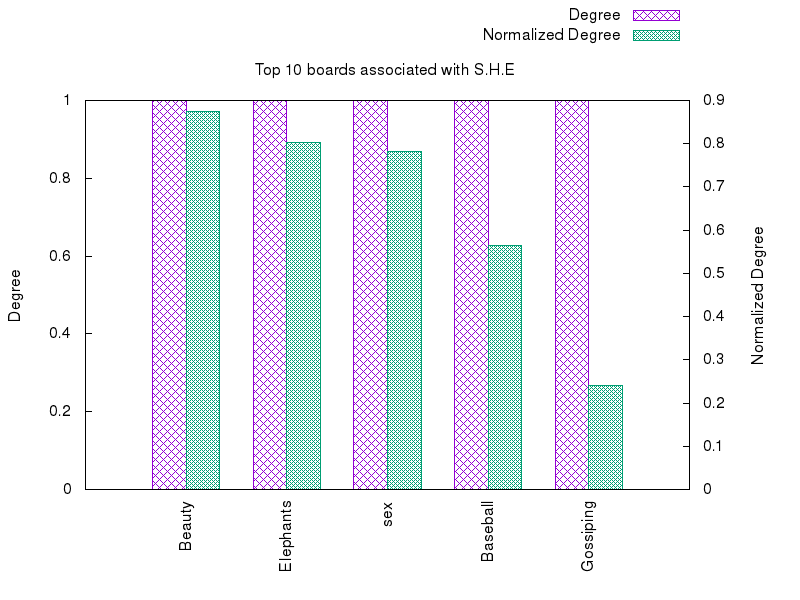 Degree
Normalized Degree
Top 10 boards associated with S.H.E
1
0.8
0.6
0.4
0.2
0
0.9
0.8
0.7
0.6
0.5
0.4
0.3
0.2
0.1
0
Degree
Normalized Degree
Beauty
Elephants
sex
Baseball
Gossiping